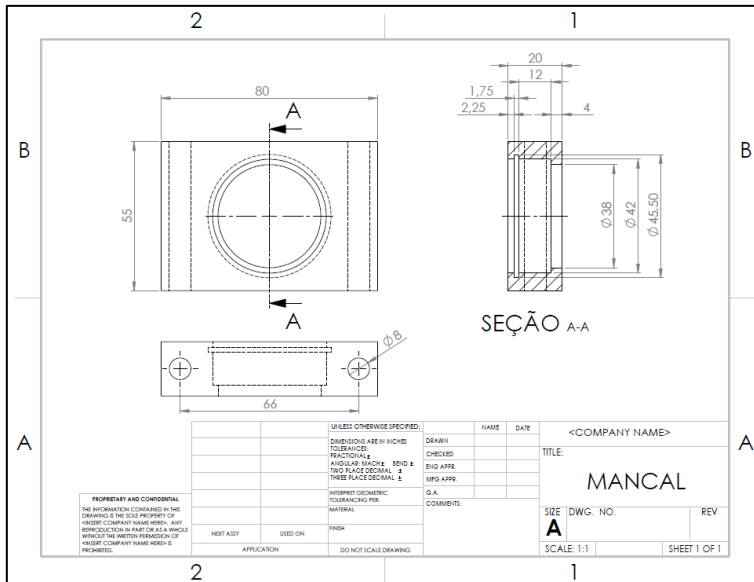 2
1
B
B
A
A
80
A
55
A
20
12
1,75
2,25
4
Ø38
Ø42
Ø45,50
SEÇÃO A-A
Ø8
66
UNLESS OTHERWISE SPECIFIED:
DIMENSIONS ARE IN INCHES
TOLERANCES:
FRACTIONAL ±
ANGULAR: MACH ± BEND ±
TWO PLACE DECIMAL ±
THREE PLACE DECIMAL ±
INTERPRET GEOMETRIC
TOLERANCING PER:
MATERIAL
FINISH
DO NOT SCALE DRAWING
NAME
DATE
DRAWN
CHECKED
ENG APPR.
MFG APPR.
Q.A.
COMMENTS:
<COMPANY NAME>
TITLE:
MANCAL
SIZE
A
DWG. NO.
REV
SCALE: 1:1
SHEET 1 OF 1
PROPRIETARY AND CONFIDENTIAL
THE INFORMATION CONTAINED IN THIS
DRAWING IS THE SOLE PROPERTY OF
<INSERT COMPANY NAME HERE>. ANY
REPRODUCTION IN PART OR AS A WHOLE
WITHOUT THE WRITTEN PERMISSION OF
<INSERT COMPANY NAME HERE> IS
PROHIBITED.
NEXT ASSY
USED ON
APPLICATION
2
1